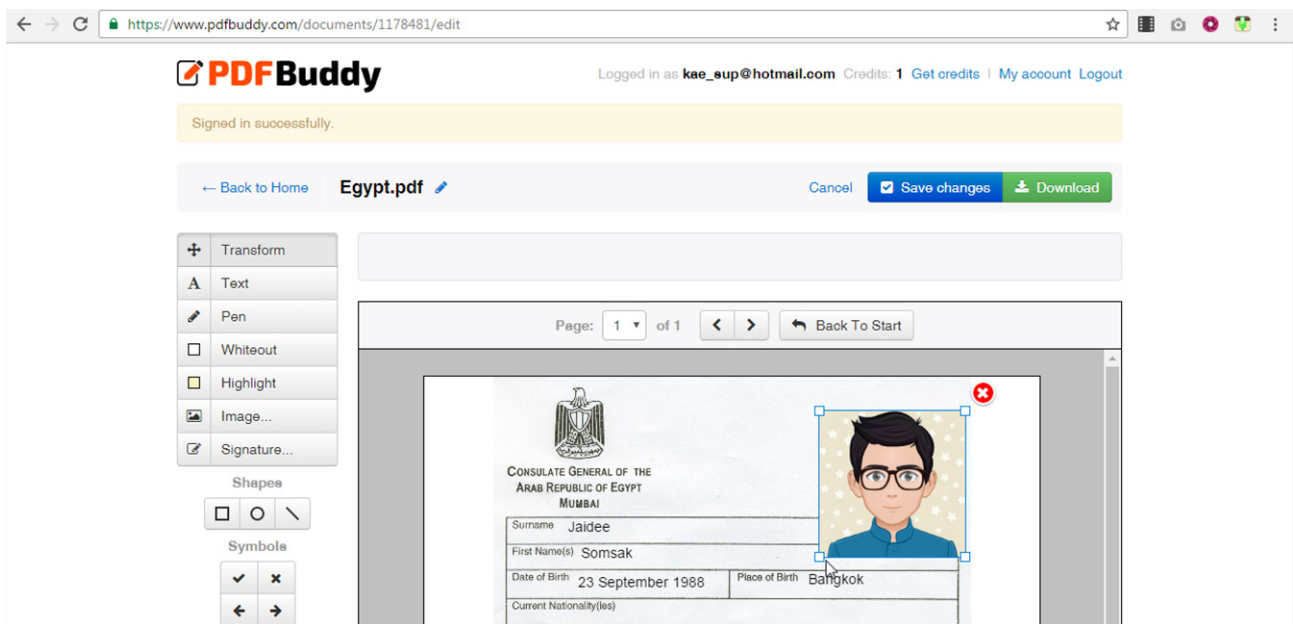 https://www.pdfbuddy.com/documents/1178481/edit
PDFBuddy
Logged in as kae_sup@hotmail.com Credits: 1 Get credits | My account Logout
Signed in successfully.
← Back to Home Egypt.pdf Cancel Save changes Download
Transform
A Text
Pen
Whiteout
Highlight
Image...
Signature...
Shapes
Symbols
Page: 1 of 1 Back To Start
CONSULATE GENERAL OF THE
ARAB REPUBLIC OF EGYPT
MUMBAI
Surname Jaidee
First Name(s) Somsak
Date of Birth 23 September 1988 Place of Birth Bangkok
Current Nationality(ies)